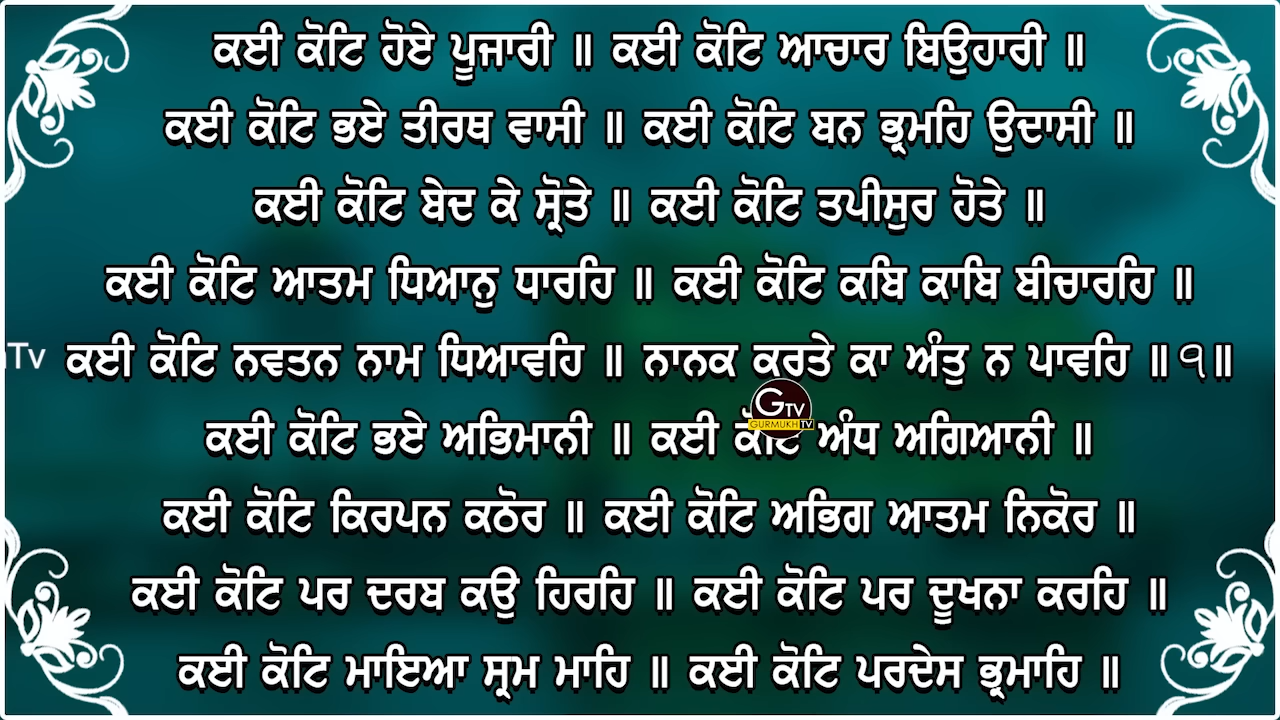 ਕਈ ਕੋਟਿ ਹੋਏ ਪੂਜਾਰੀ ॥ ਕਈ ਕੋਟਿ ਆਚਾਰ ਬਿਉਹਾਰੀ ॥
ਕਈ ਕੋਟਿ ਭਏ ਤੀਰਥ ਵਾਸੀ ॥ ਕਈ ਕੋਟਿ ਬਨ ਭ੍ਰਮਹਿ ਉਦਾਸੀ ॥
ਕਈ ਕੋਟਿ ਬੇਦ ਕੇ ਸ੍ਰੋਤੇ ॥ ਕਈ ਕੋਟਿ ਤਪੀਸੁਰ ਹੋਤੇ ॥
ਕਈ ਕੋਟਿ ਆਤਮ ਧਿਆਨੁ ਧਾਰਹਿ ॥ ਕਈ ਕੋਟਿ ਕਬਿ ਕਾਬਿ ਬੀਚਾਰਹਿ ॥
Tv ਕਈ ਕੋਟਿ ਨਵਤਨ ਨਾਮ ਧਿਆਵਹਿ ॥ ਨਾਨਕ ਕਰਤੇ ਕਾ ਅੰਤੁ ਨ ਪਾਵਹਿ ॥੧॥
GTV
GURMUKH TV
ਕਈ ਕੋਟਿ ਭਏ ਅਭਿਮਾਨੀ ॥ ਕਈ ਕੋਟਿ ਅੰਧ ਅਗਿਆਨੀ ॥
ਕਈ ਕੋਟਿ ਕਿਰਪਨ ਕਠੋਰ ॥ ਕਈ ਕੋਟਿ ਅਭਿਗ ਆਤਮ ਨਿਕੋਰ ॥
ਕਈ ਕੋਟਿ ਪਰ ਦਰਬ ਕਉ ਹਿਰਹਿ ॥ ਕਈ ਕੋਟਿ ਪਰ ਦੂਖਨਾ ਕਰਹਿ ॥
ਕਈ ਕੋਟਿ ਮਾਇਆ ਸ੍ਰਮ ਮਾਹਿ ॥ ਕਈ ਕੋਟਿ ਪਰਦੇਸ ਭ੍ਰਮਾਹਿ ॥